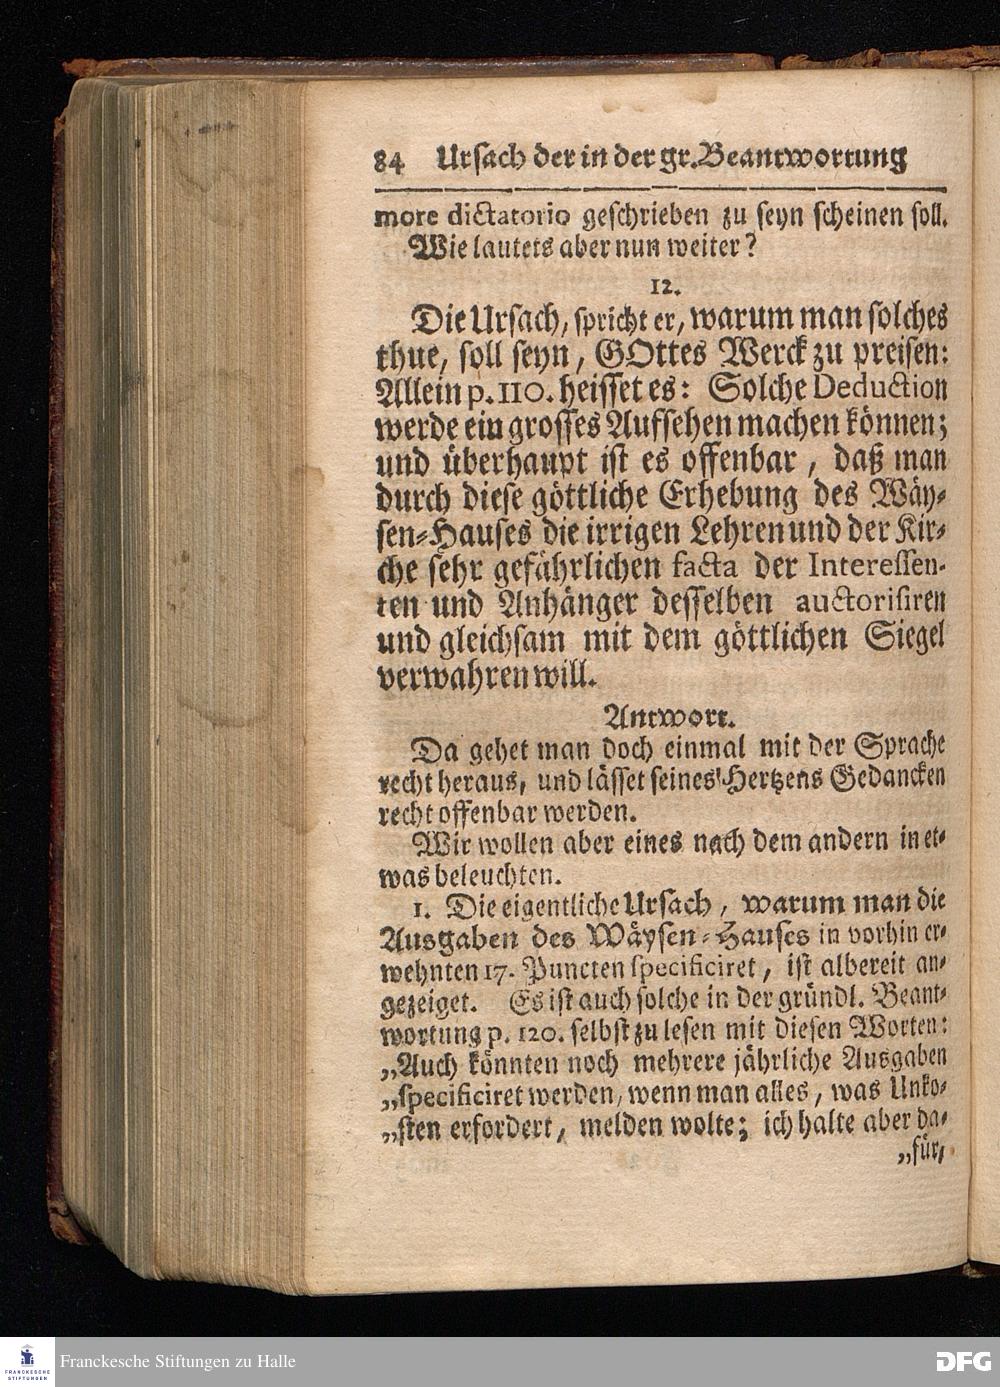 84 Ursach der in der gr. Beantwortung
more dictatorio geschrieben zu seyn scheinen soll.
Wie lautets aber nun weiter?
12.
Die Ursach, spricht er, warum man solches
thue, soll seyn, GOttes Werck zu preisen:
Allein p. 110. heisset es: Solche Deduction
werde ein grosses Aufsehen machen können;
und überhaupt ist es offenbar, daß man
durch diese göttliche Erhebung des Wäy-
sen-Hauses die irrigen Lehren und der Kir-
che sehr gefährlichen facta der Interessen-
ten und Anhänger desselben auctorisiren
und gleichsam mit dem göttlichen Siegel
verwahren will.
Antwort.
Da gehet man doch einmal mit der Sprache
recht heraus, und lässet seines Hertzens Gedancken
recht offenbar werden.
Wir wollen aber eines nach dem andern in et-
was beleuchten.
1. Die eigentliche Ursach, warum man die
Ausgaben des Wäysen-Hauses in vorhin er-
wehnten 17. Puncten specificiret, ist albereit an-
gezeiget. Es ist auch solche in der gründl. Beant-
wortung p. 120. selbst zu lesen mit diesen Worten:
„Auch könnten noch mehrere jährliche Ausgaben
„specificiret werden, wenn man alles, was Unko-
„sten erfordert, melden wolte; ich halte aber da-
„für,
FRANCKESCHE STIFTUNGEN
Franckesche Stiftungen zu Halle
DFG